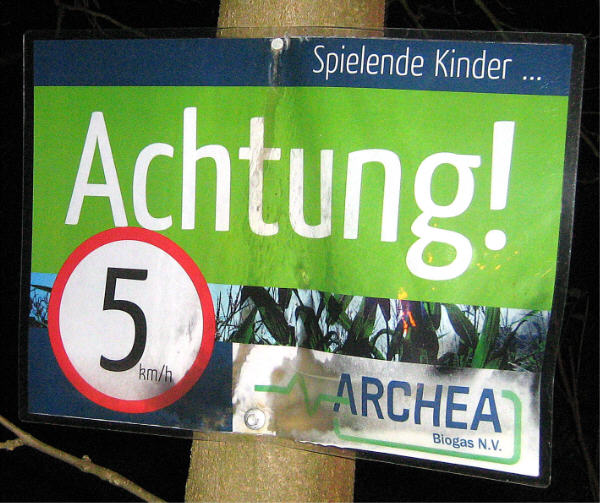 Spielende Kinder ...
Achtung!
5
km/h
ARCHEA
Biogas N.V.